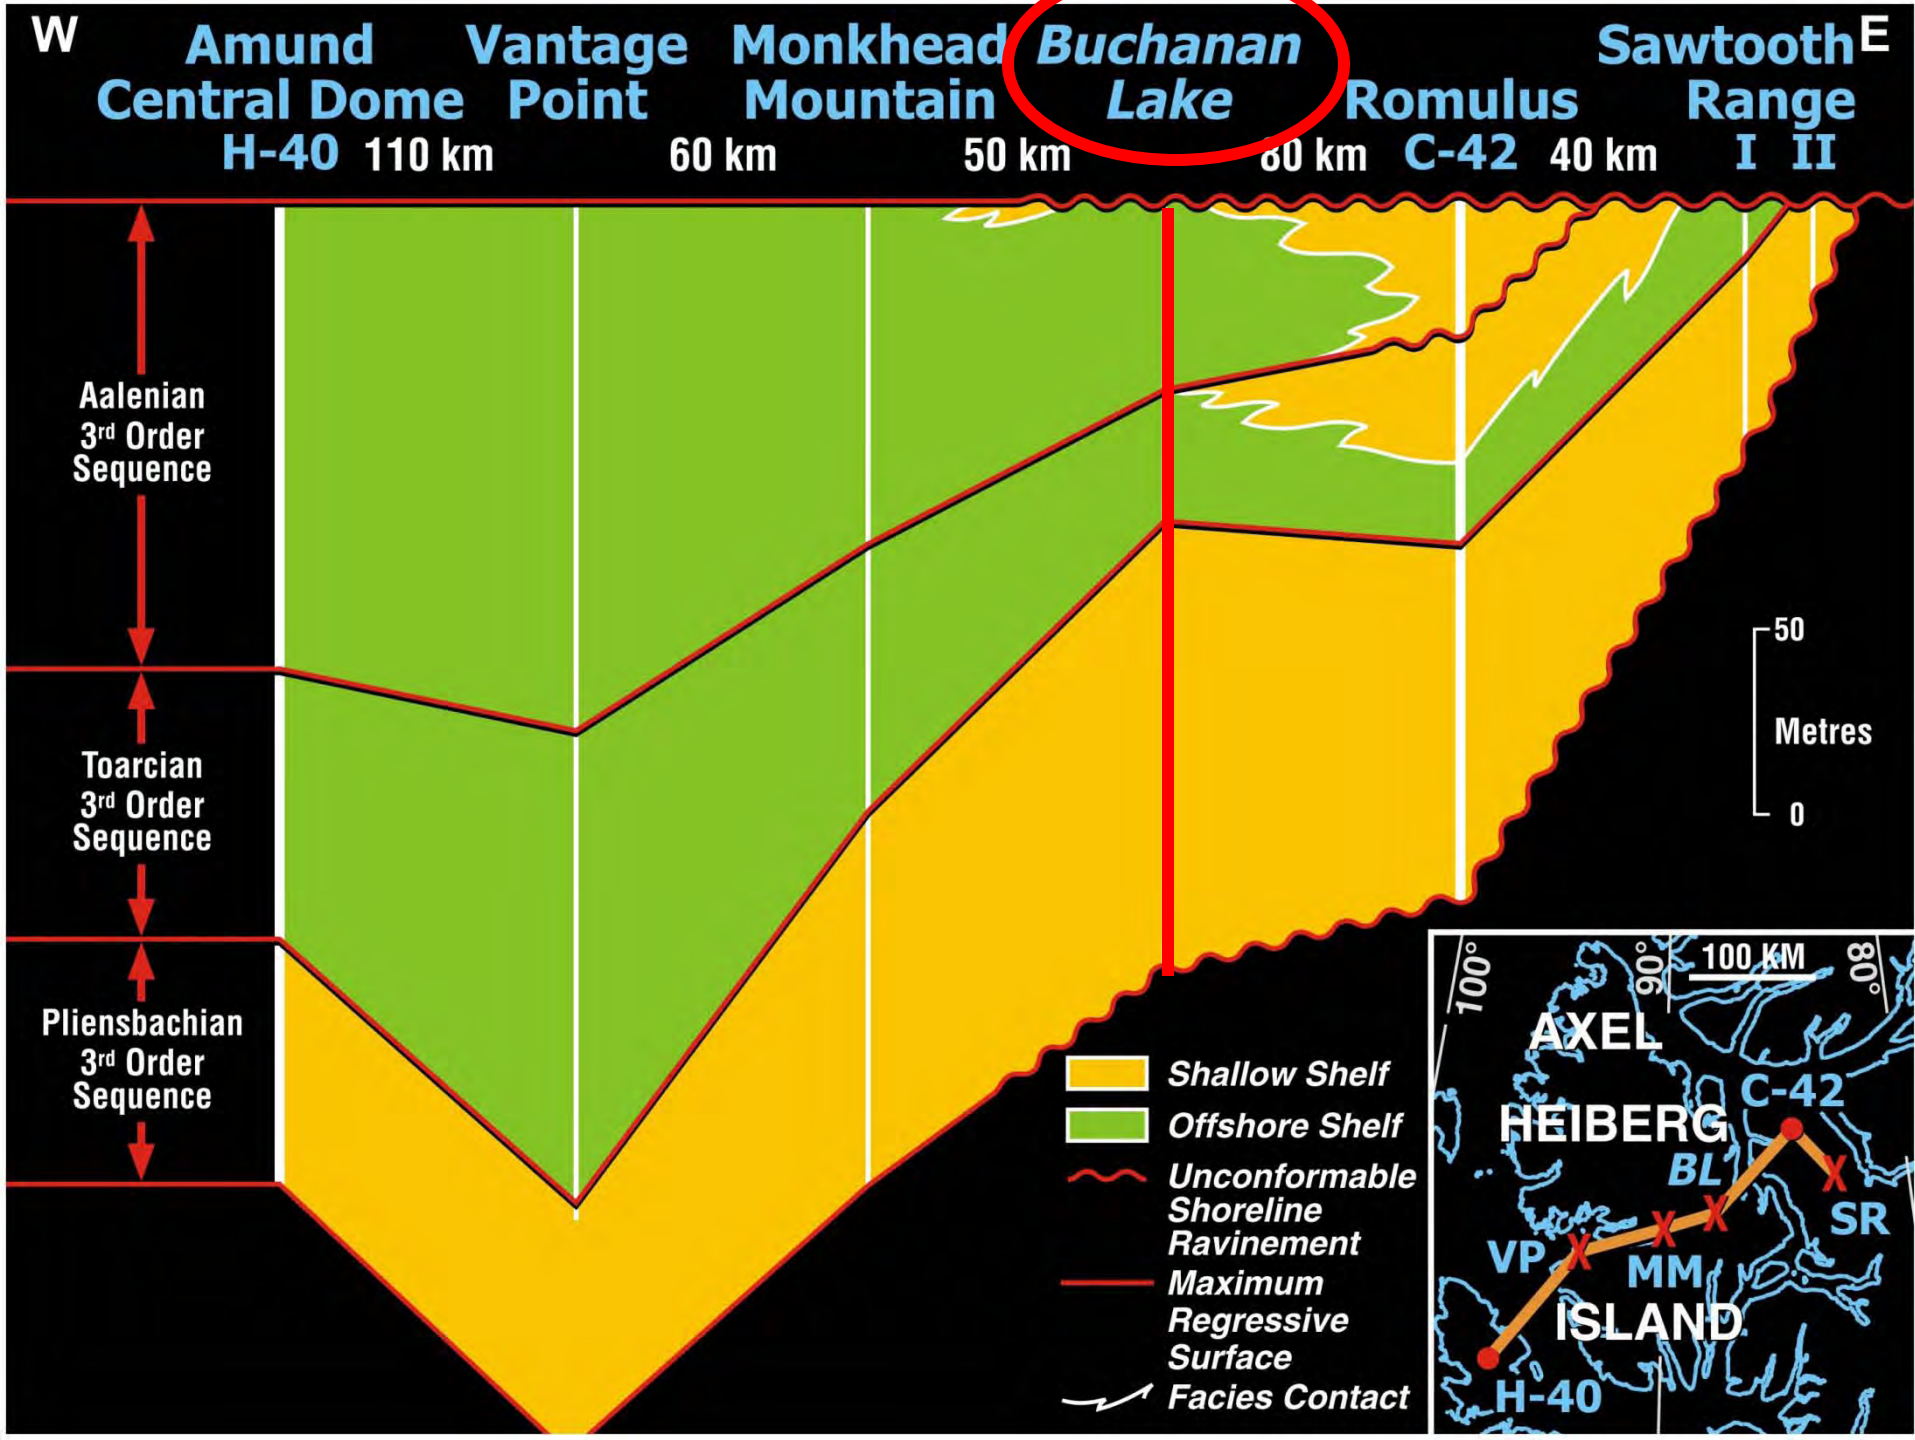 W
E
Amund
Central Dome
H-40
110 km
Vantage
Point
60 km
Monkhead
Mountain
50 km
Buchanan
Lake
80 km
Romulus
C-42
40 km
Sawtooth
Range
I II
Aalenian
3rd Order
Sequence
Toarcian
3rd Order
Sequence
Pliensbachian
3rd Order
Sequence
50
Metres
0
Shallow Shelf
Offshore Shelf
Unconformable
Shoreline
Ravinement
Maximum
Regressive
Surface
Facies Contact
100°
90°
100 KM
80°
AXEL
C-42
HEIBERG
BL
SR
VP
MM
ISLAND
H-40